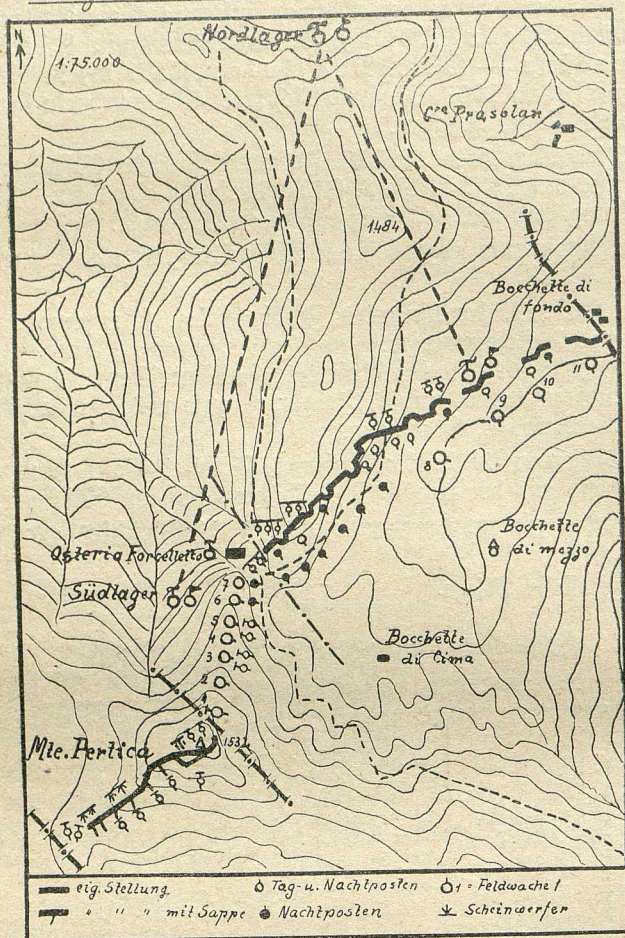 N
1:75.000
Nordlager
Cra Prasolan
1484
Bocchette di
fondo
11
10
9
8
Osteria Forcelletto
Bocchette
di mezzo
Südlager
7
6
5
4
3
2
1
Bocchette
di Cima
Mte. Pertica
153
eig. Stellung
" " " mit Sappe
Tag- u. Nachtposten
Nachtposten
1 = Feldwache 1
Scheinwerfer